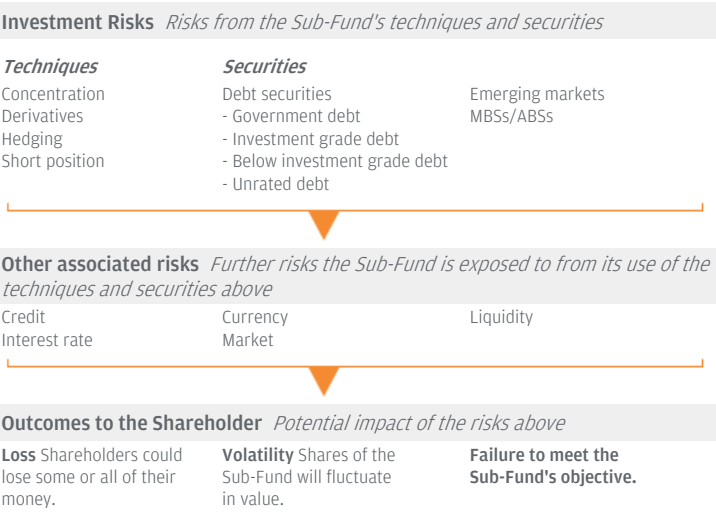 Investment Risks Risks from the Sub-Fund's techniques and securities
Techniques
Concentration
Derivatives
Hedging
Short position
Securities
Debt securities
- Government debt
- Investment grade debt
- Below investment grade debt
- Unrated debt
Emerging markets
MBSs/ABSs
Other associated risks Further risks the Sub-Fund is exposed to from its use of the
techniques and securities above
Credit
Interest rate
Currency
Market
Liquidity
Outcomes to the Shareholder Potential impact of the risks above
Loss Shareholders could
lose some or all of their
money.
Volatility Shares of the
Sub-Fund will fluctuate
in value.
Failure to meet the
Sub-Fund's objective.